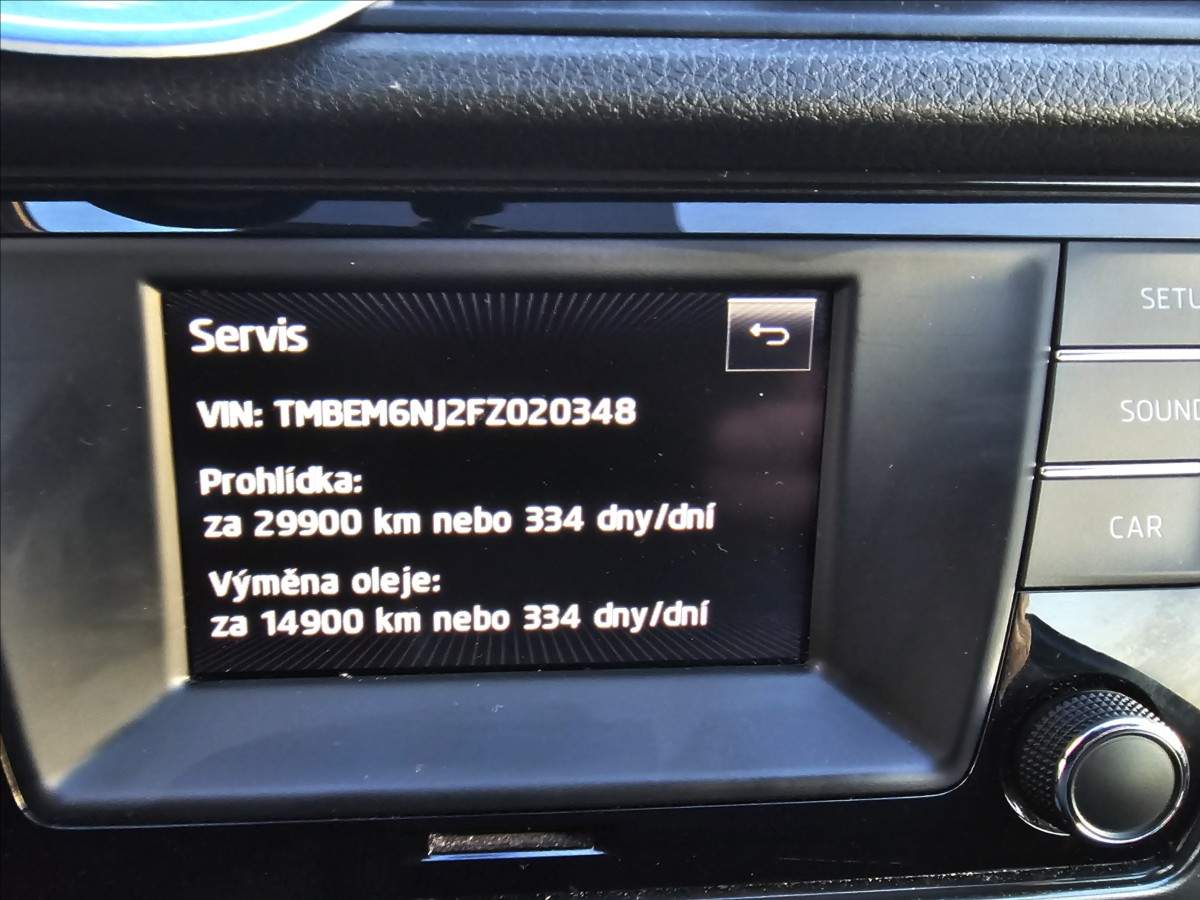 Servis
VIN: TMBEM6NJ2FZ020348
Prohlídka:
za 29900 km nebo 334 dny/dní
Výměna oleje:
za 14900 km nebo 334 dny/dní
SETU
SOUND
CAR